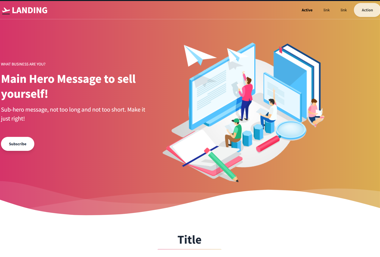 LANDING
Active
link
link
Action
WHAT BUSINESS ARE YOU?
Main Hero Message to sell
yourself!
Sub-hero message, not too long and not too short. Make it
just right!
Subscribe
Title